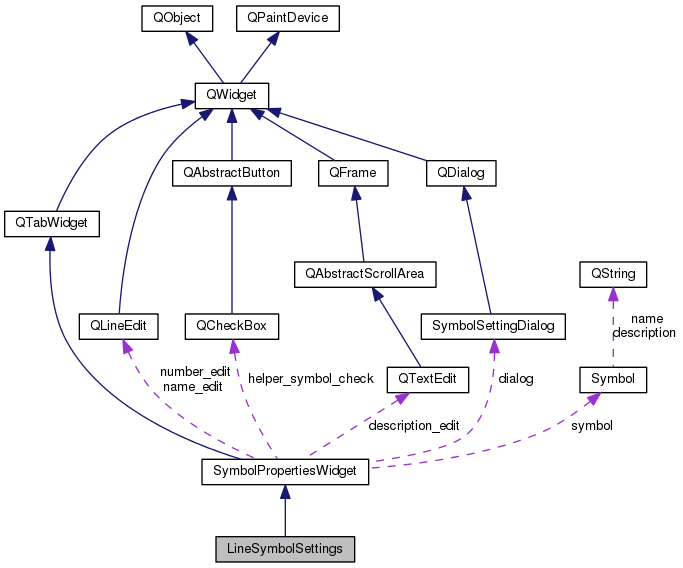 QObject
QPaintDevice
QWidget
QAbstractButton
QFrame
QDialog
QTabWidget
QAbstractScrollArea
QString
QLineEdit
QCheckBox
SymbolSettingDialog
name
description
number_edit
name_edit
helper_symbol_check
QTextEdit
dialog
Symbol
description_edit
symbol
SymbolPropertiesWidget
LineSymbolSettings